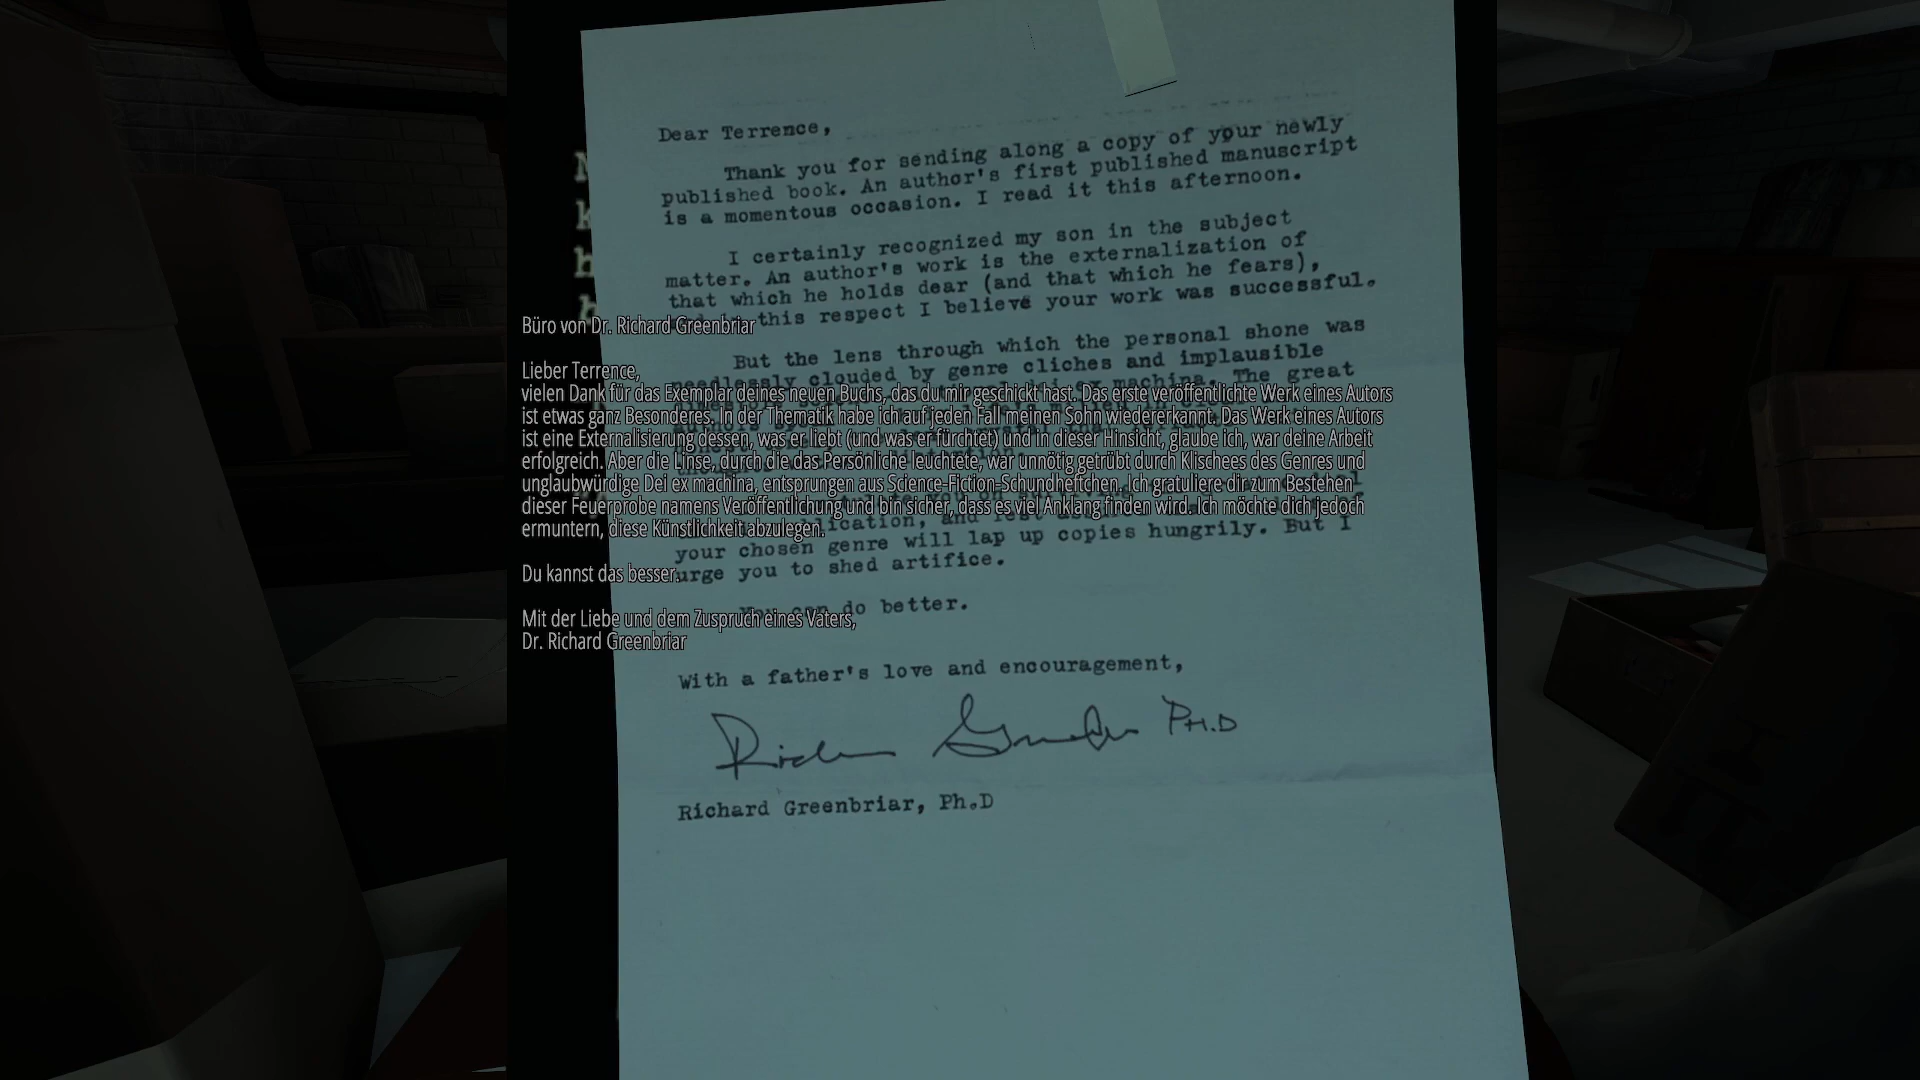 Dear Terrence,
Thank you for sending along a copy of your newly
published book. An author's first published manuscript
is a momentous occasion. I read it this afternoon.
I certainly recognized my son in the subject
matter. An author's work is the externalization of
that which he holds dear (and that which he fears),
this respect I believe your work was successful.
But the lens through which the personal shone was
needlessly clouded by genre cliches and implausible
machina. The great
your chosen genre will lap up copies hungrily. But I
urge you to shed artifice.
You can do better.
With a father's love and encouragement,
Richard Greenbriar, Ph.D
Büro von Dr. Richard Greenbriar
Lieber Terrence,
vielen Dank für das Exemplar deines neuen Buchs, das du mir geschickt hast. Das erste veröffentlichte Werk eines Autors
ist etwas ganz Besonderes. In der Thematik habe ich auf jeden Fall meinen Sohn wiedererkannt. Das Werk eines Autors
ist eine Externalisierung dessen, was er liebt (und was er fürchtet) und in dieser Hinsicht, glaube ich, war deine Arbeit
erfolgreich. Aber die Linse, durch die das Persönliche leuchtete, war unnötig getrübt durch Klischees des Genres und
unglaubwürdige Dei ex machina, entsprungen aus Science-Fiction-Schundheftchen. Ich gratuliere dir zum Bestehen
dieser Feuerprobe namens Veröffentlichung und bin sicher, dass es viel Anklang finden wird. Ich möchte dich jedoch
ermuntern, diese Künstlichkeit abzulegen.
Du kannst das besser.
Mit der Liebe und dem Zuspruch eines Vaters,
Dr. Richard Greenbriar